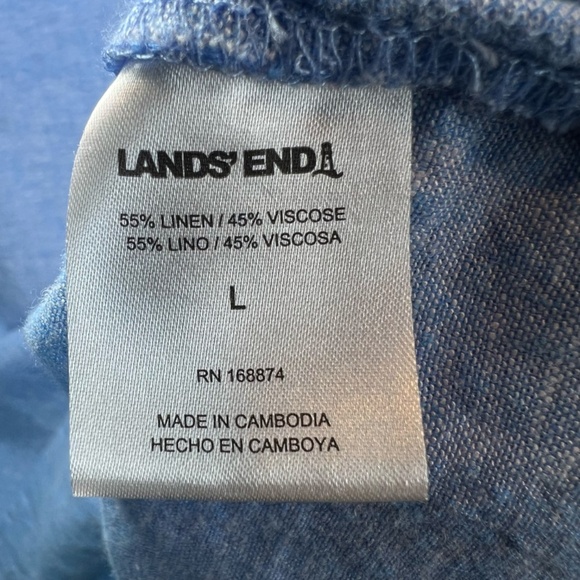 LANDS' END
55% LINEN / 45% VISCOSE
55% LINO / 45% VISCOSA
L
RN 168874
MADE IN CAMBODIA
HECHO EN CAMBOYA